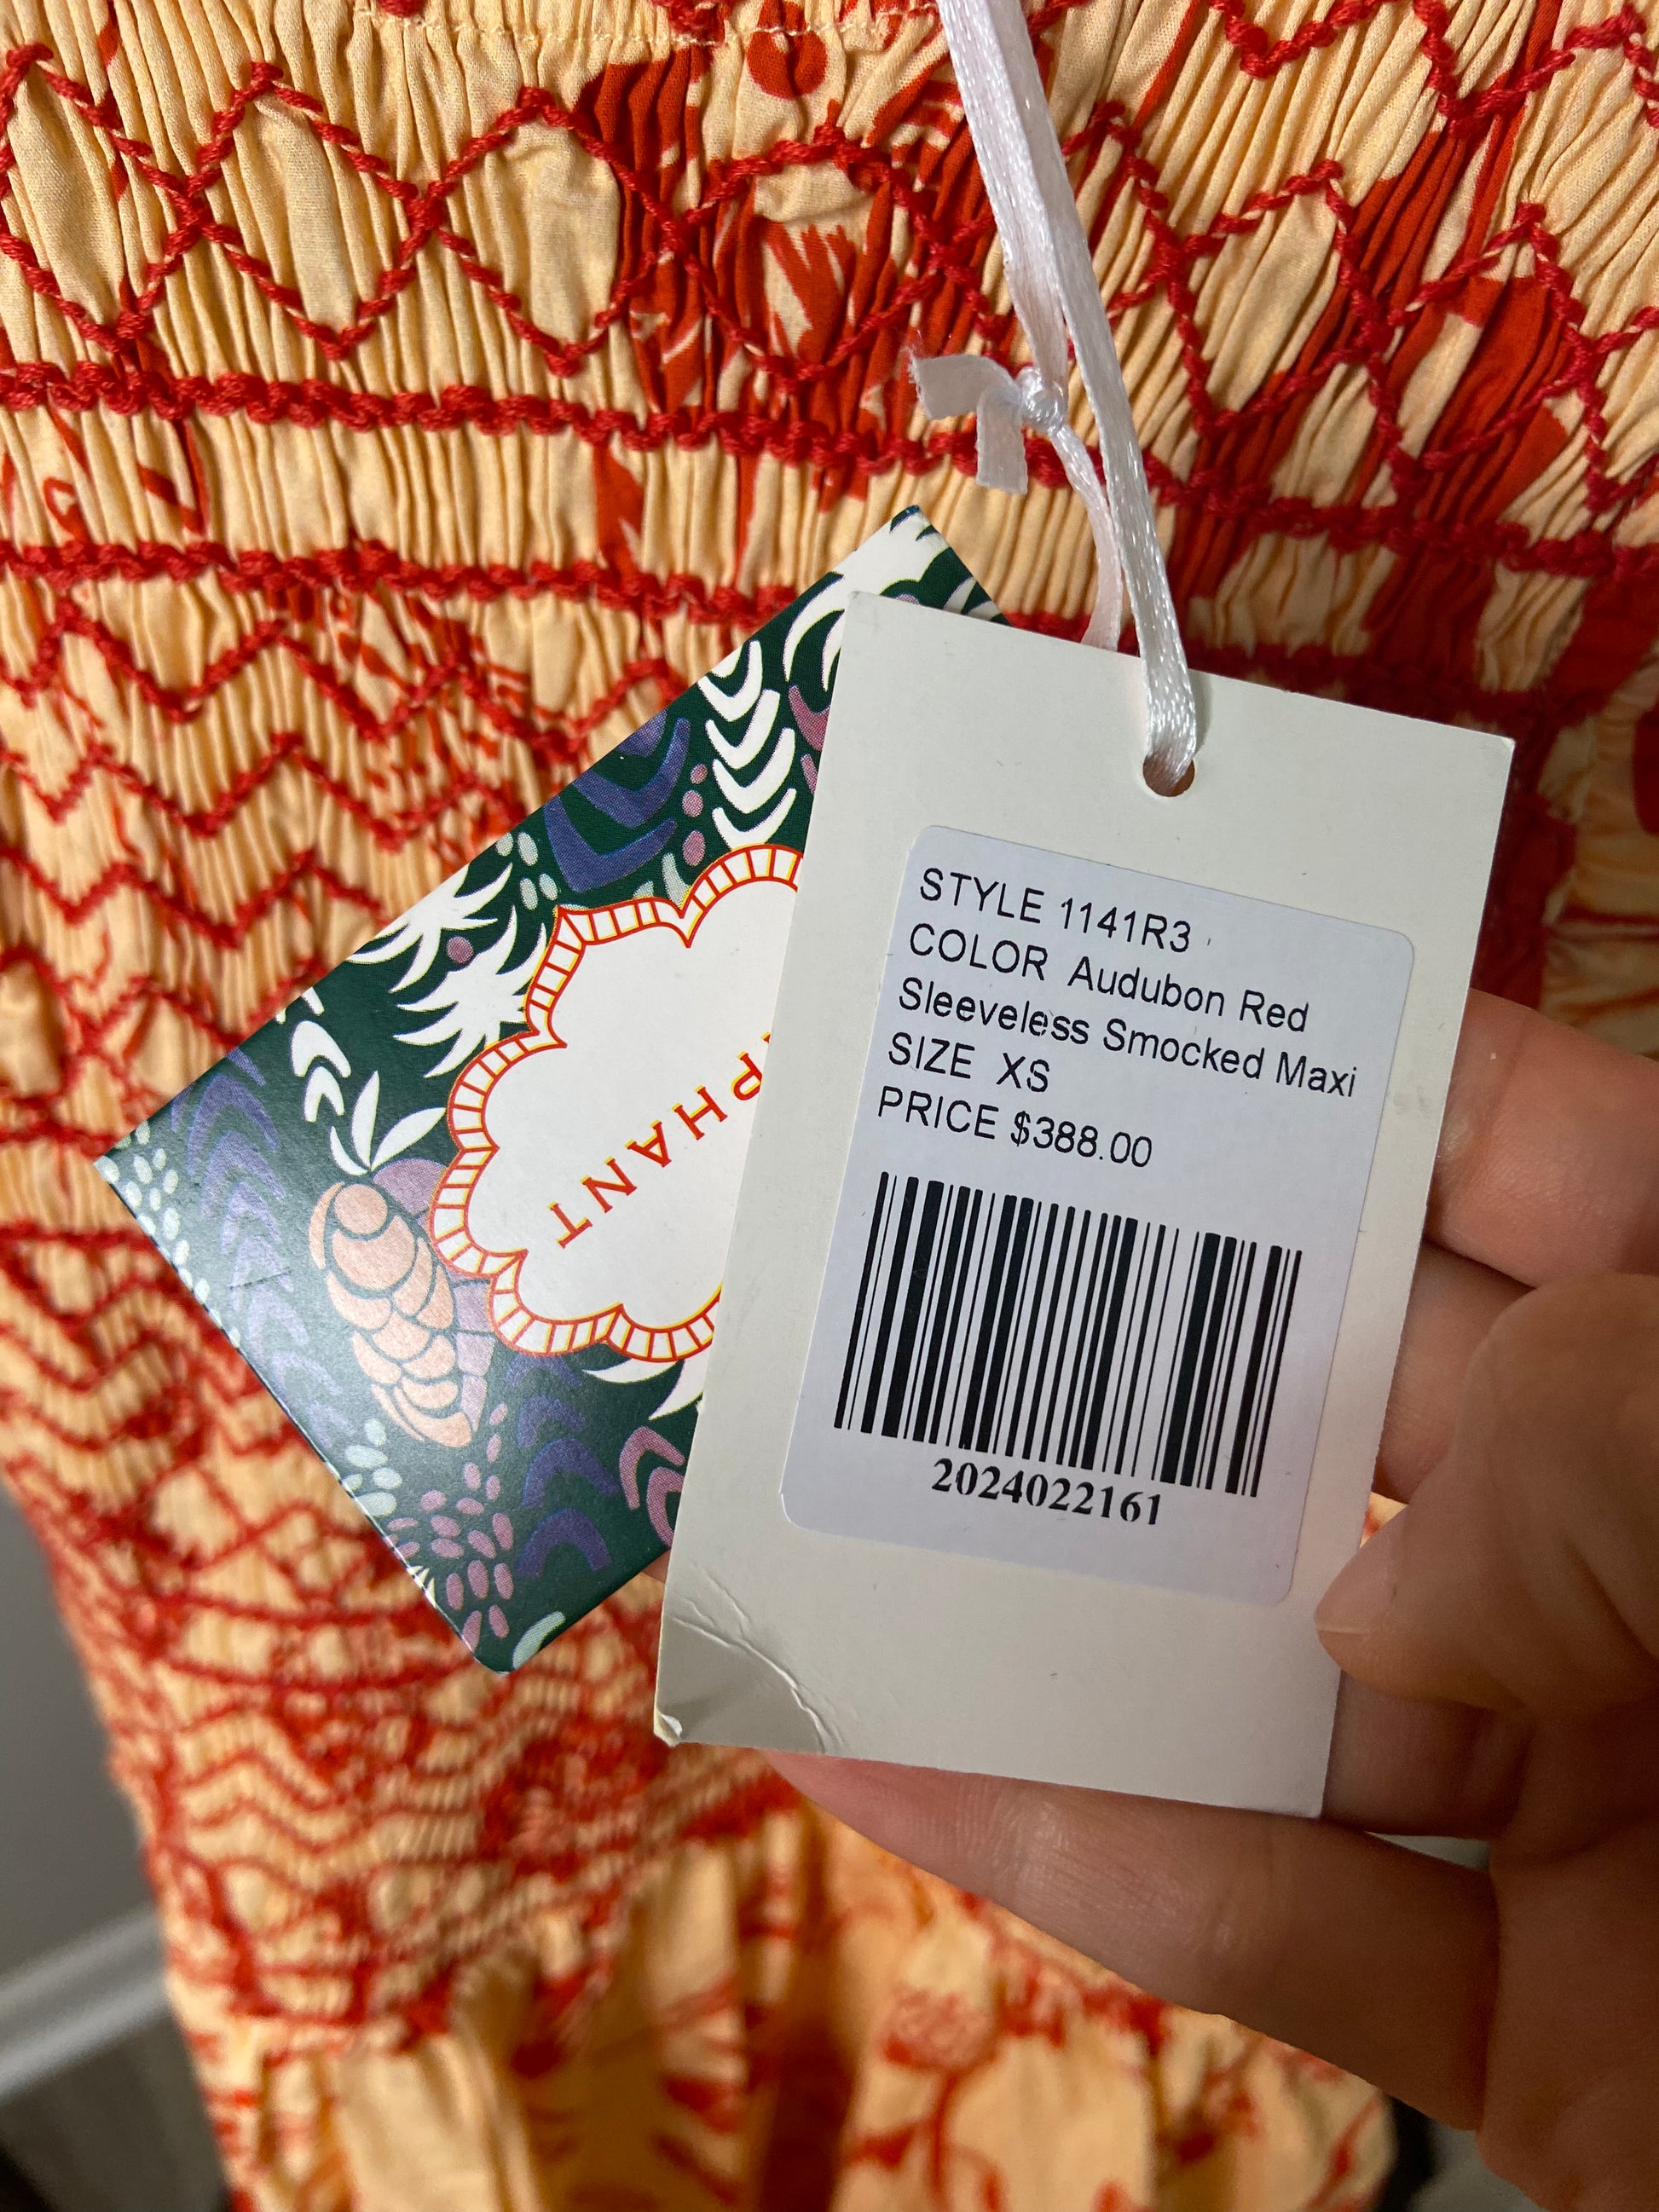 PHANT
STYLE 1141R3
COLOR Audubon Red
Sleeveless Smocked Maxi
SIZE XS
PRICE $388.00
2024022161